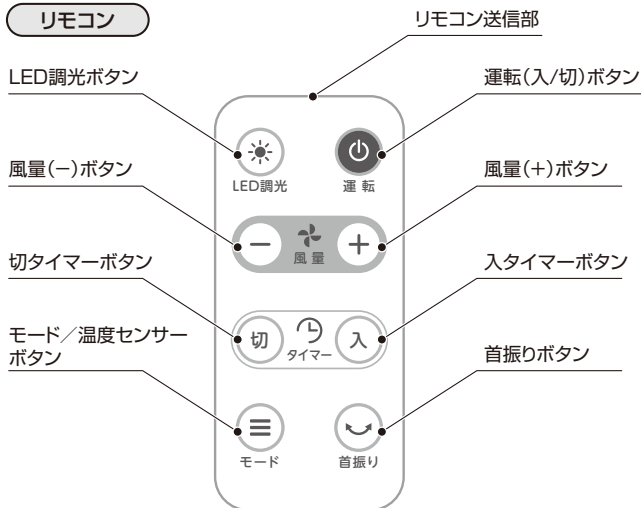 リモコン
リモコン送信部
LED調光ボタン
運転(入/切)ボタン
風量(−)ボタン
風量(+)ボタン
切タイマーボタン
入タイマーボタン
モード/温度センサー
ボタン
首振りボタン
LED調光
運 転
風 量
切
タイマー
入
モード
首振り